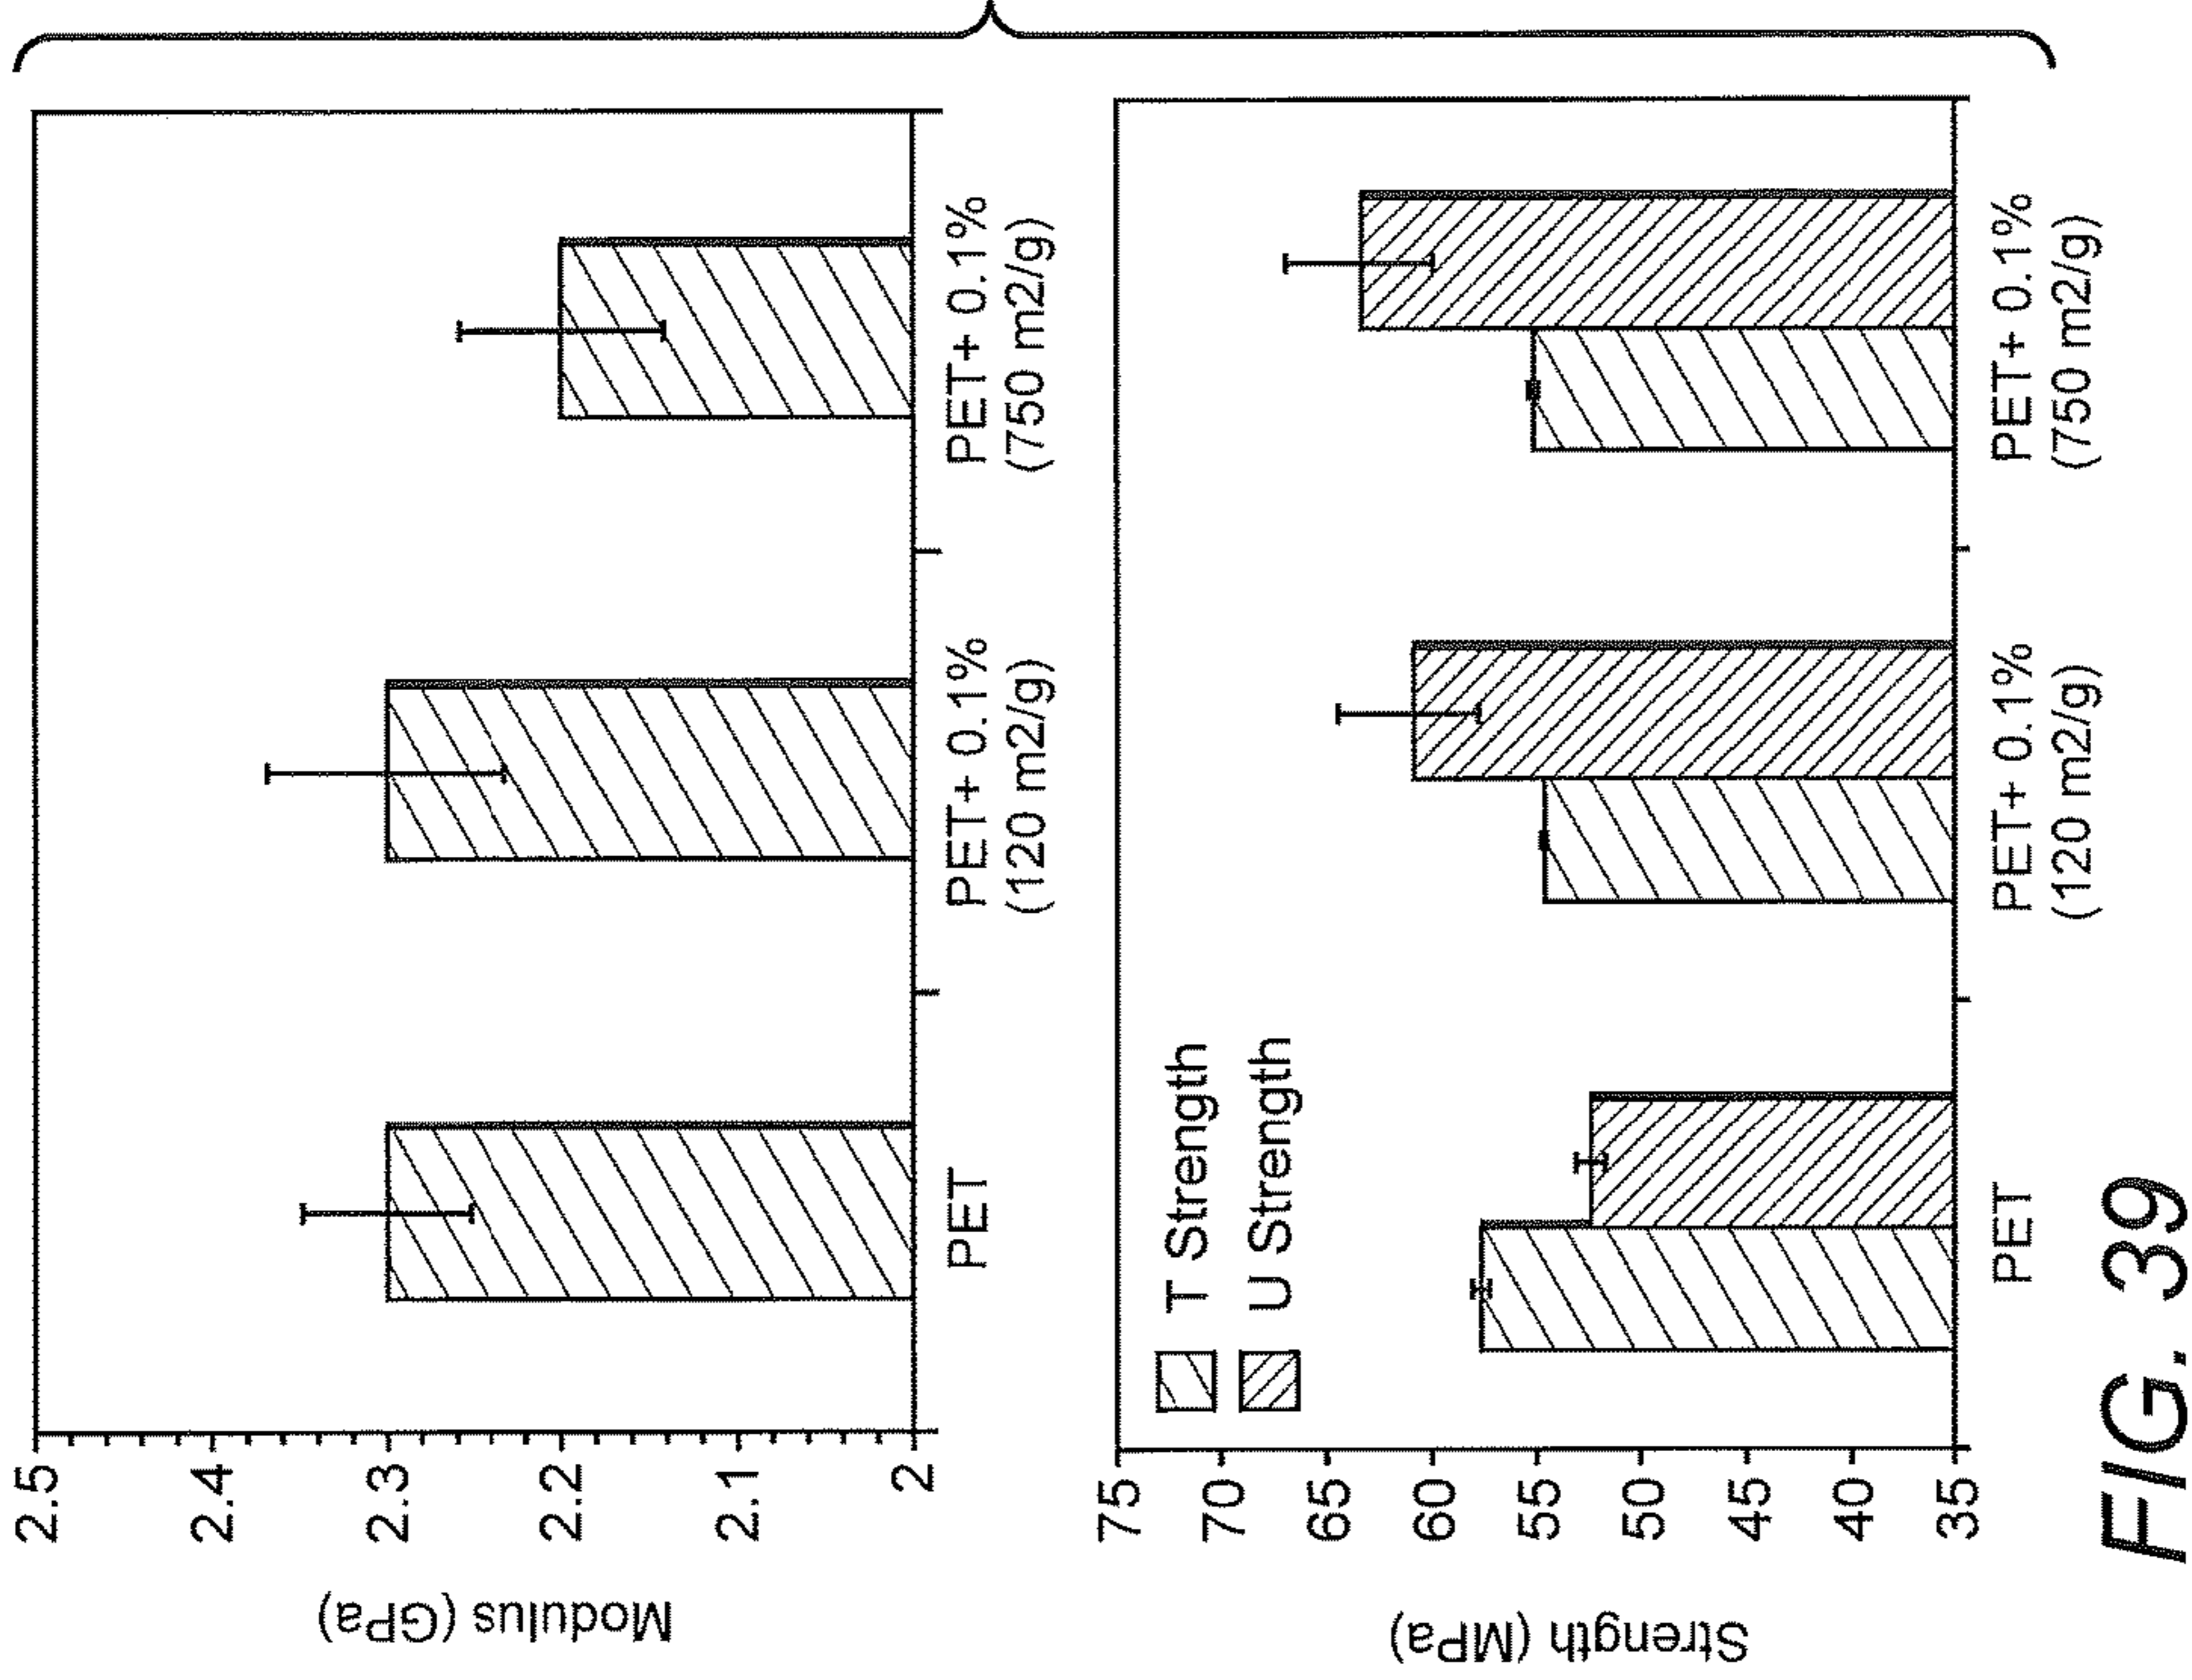 Modulus (GPa)
2.5
2.4
2.3
2.2
2.1
2
PET
PET+ 0.1%
(120 m2/g)
PET+ 0.1%
(750 m2/g)
Strength (MPa)
75
70
65
60
55
50
45
40
35
T Strength
U Strength
PET
PET+ 0.1%
(120 m2/g)
PET+ 0.1%
(750 m2/g)
FIG. 39